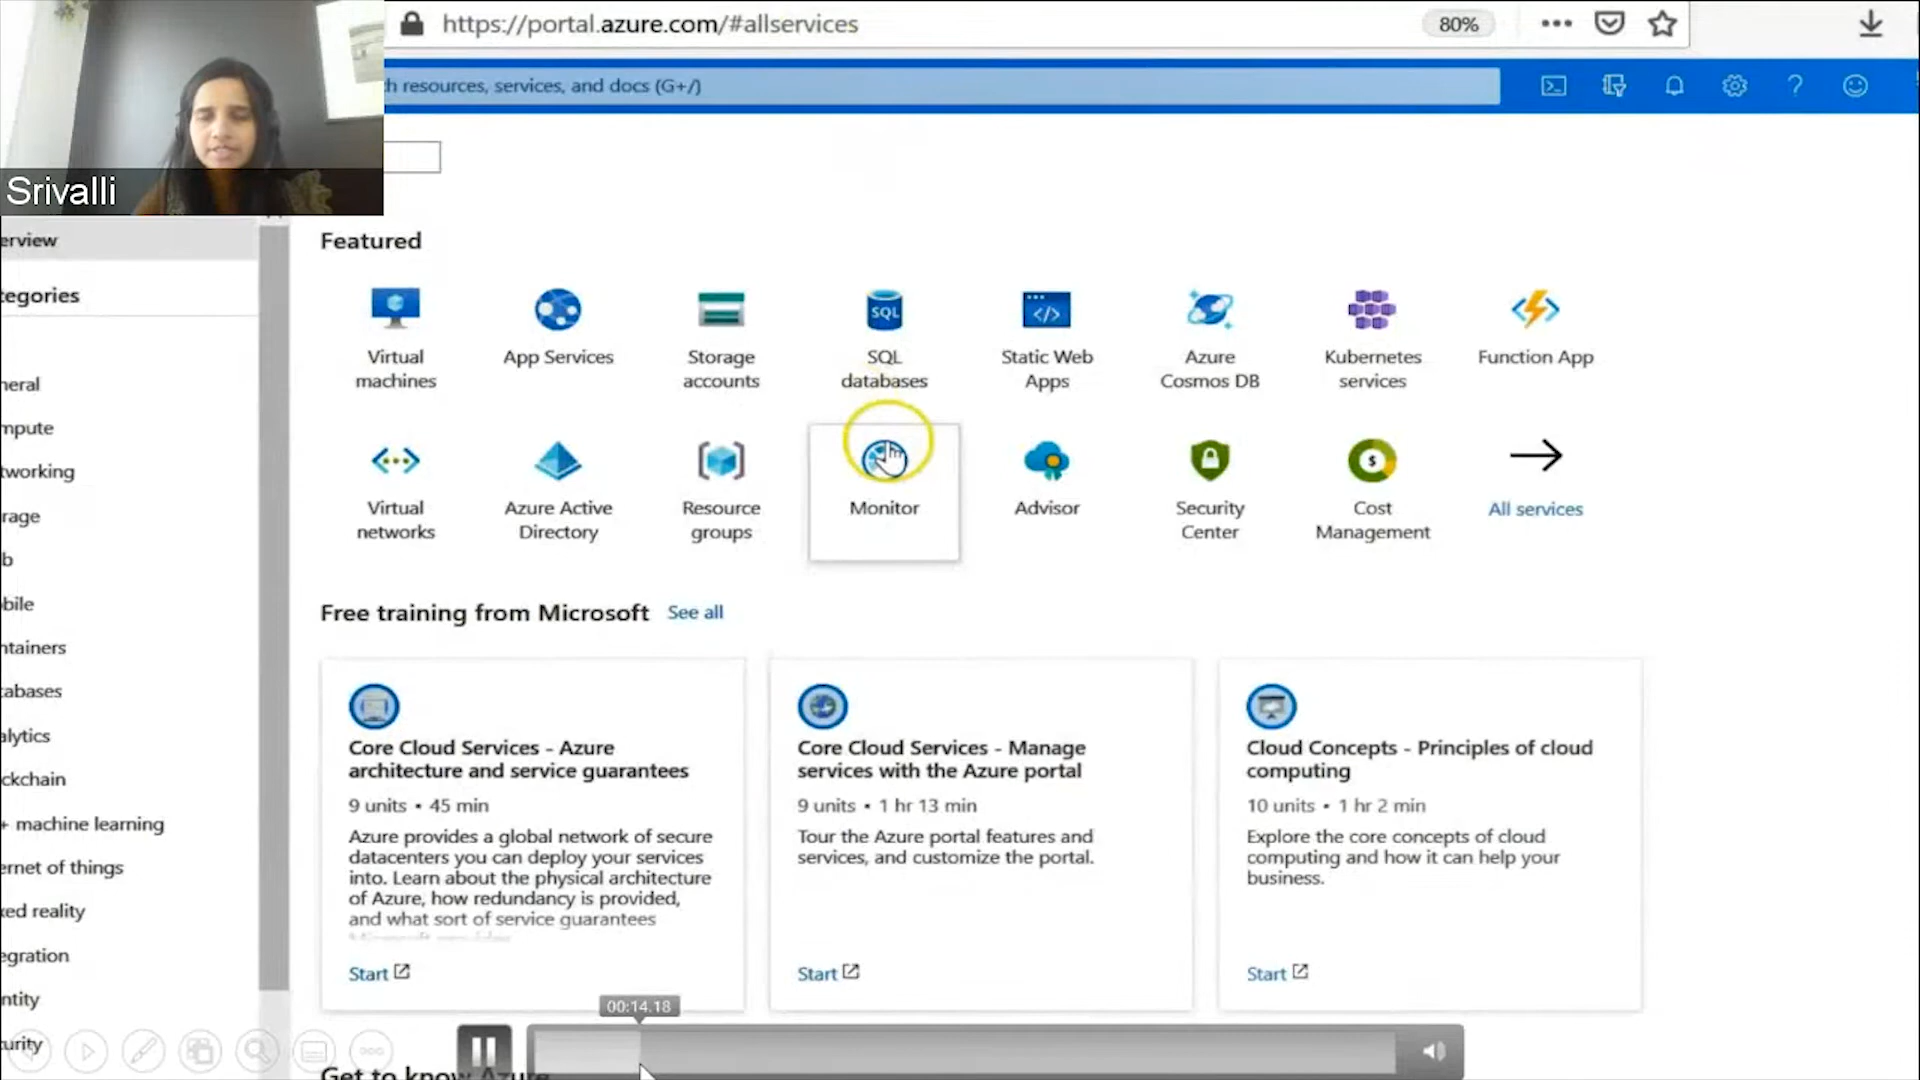 https://portal.azure.com/#allservices
80%
h resources, services, and docs (G+/)
Srivalli
erview
Featured
tegories
Virtual machines
App Services
Storage accounts
SQL databases
Static Web Apps
Azure Cosmos DB
Kubernetes services
Function App
neral
mpute
tworking
rage
b
bile
ntainers
tabases
alytics
ckchain
+ machine learning
ernet of things
xed reality
egration
ntity
curity
SQL
Virtual networks
Azure Active Directory
Resource groups
Monitor
Advisor
Security Center
Cost Management
All services
Free training from Microsoft See all
Core Cloud Services - Azure
architecture and service guarantees
9 units • 45 min
Azure provides a global network of secure
datacenters you can deploy your services
into. Learn about the physical architecture
of Azure, how redundancy is provided,
and what sort of service guarantees
Start
Core Cloud Services - Manage
services with the Azure portal
9 units • 1 hr 13 min
Tour the Azure portal features and
services, and customize the portal.
Start
Cloud Concepts - Principles of cloud
computing
10 units • 1 hr 2 min
Explore the core concepts of cloud
computing and how it can help your
business.
Start
00:14.18
Get to know Azure